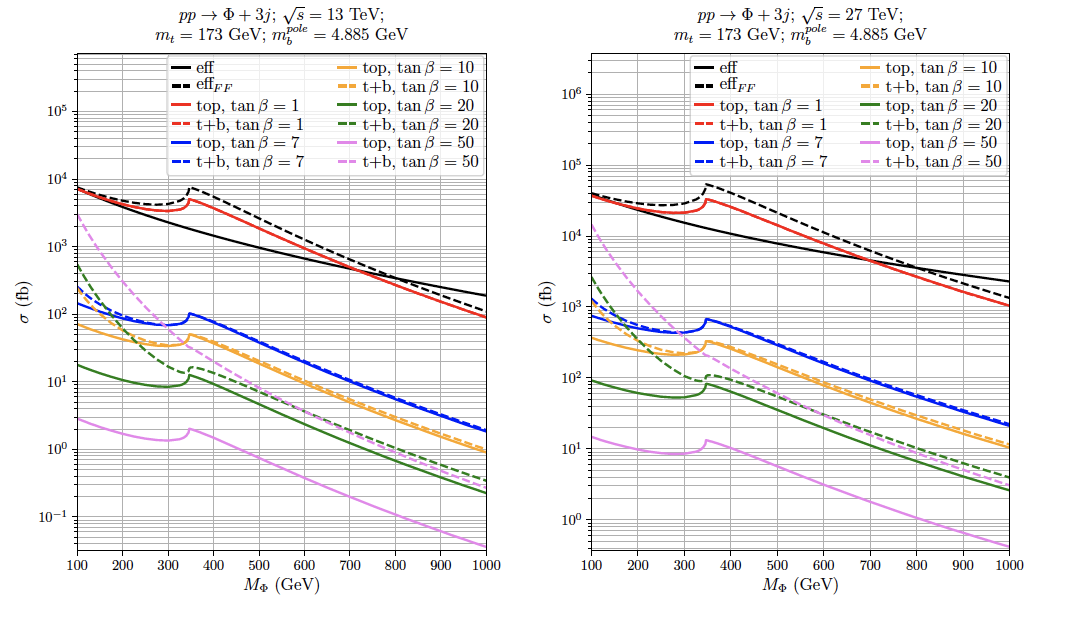 pp → Φ + 3j; √s = 13 TeV;
m_t = 173 GeV; m_b^{pole} = 4.885 GeV
eff
eff_{FF}
top, tan β = 1
t+b, tan β = 1
top, tan β = 7
t+b, tan β = 7
top, tan β = 10
t+b, tan β = 10
top, tan β = 20
t+b, tan β = 20
top, tan β = 50
t+b, tan β = 50
σ (fb)
10^5
10^4
10^3
10^2
10^1
10^0
10^{-1}
100 200 300 400 500 600 700 800 900 1000
M_Φ (GeV)
pp → Φ + 3j; √s = 27 TeV;
m_t = 173 GeV; m_b^{pole} = 4.885 GeV
eff
eff_{FF}
top, tan β = 1
t+b, tan β = 1
top, tan β = 7
t+b, tan β = 7
top, tan β = 10
t+b, tan β = 10
top, tan β = 20
t+b, tan β = 20
top, tan β = 50
t+b, tan β = 50
σ (fb)
10^6
10^5
10^4
10^3
10^2
10^1
10^0
100 200 300 400 500 600 700 800 900 1000
M_Φ (GeV)